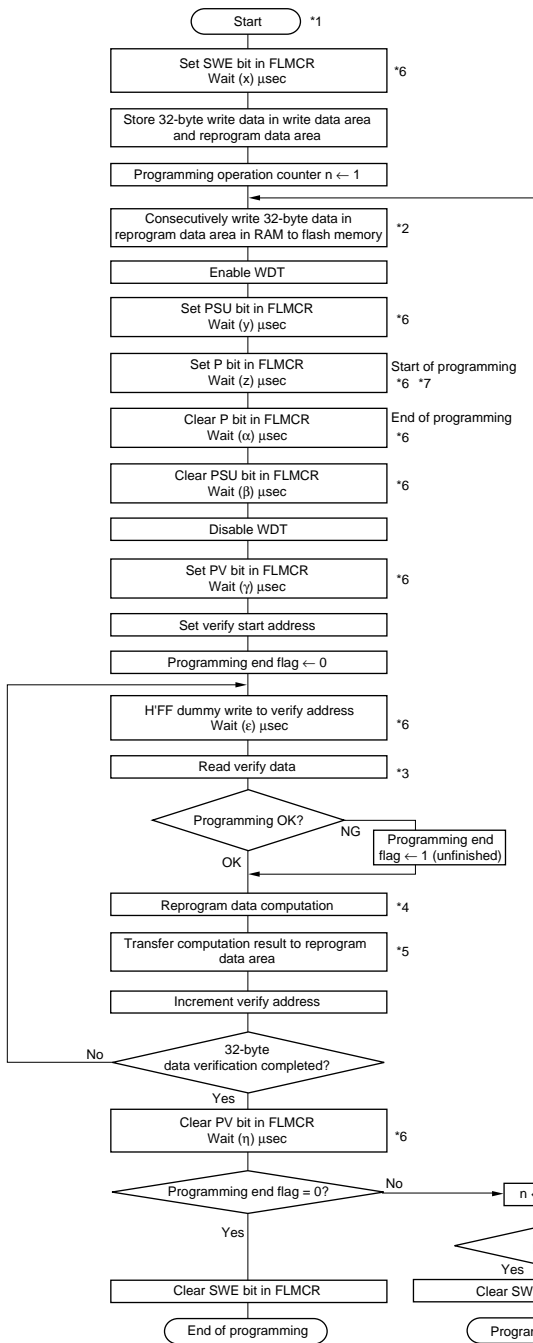 Start *1
Set SWE bit in FLMCR
Wait (x) μsec
*6
Store 32-byte write data in write data area
and reprogram data area
Programming operation counter n ← 1
Consecutively write 32-byte data in
reprogram data area in RAM to flash memory
*2
Enable WDT
Set PSU bit in FLMCR
Wait (y) μsec
*6
Set P bit in FLMCR
Wait (z) μsec
Start of programming
*6 *7
Clear P bit in FLMCR
Wait (α) μsec
End of programming
*6
Clear PSU bit in FLMCR
Wait (β) μsec
*6
Disable WDT
Set PV bit in FLMCR
Wait (γ) μsec
*6
Set verify start address
Programming end flag ← 0
H'FF dummy write to verify address
Wait (ε) μsec
*6
Read verify data
*3
Programming OK?
NG
Programming end
flag ← 1 (unfinished)
OK
Reprogram data computation
*4
Transfer computation result to reprogram
data area
*5
Increment verify address
32-byte
data verification completed?
No
Yes
Clear PV bit in FLMCR
Wait (η) μsec
*6
Programming end flag = 0?
No
n ←
Yes
Yes
Clear SWE bit in FLMCR
Clear SW
End of programming
Program